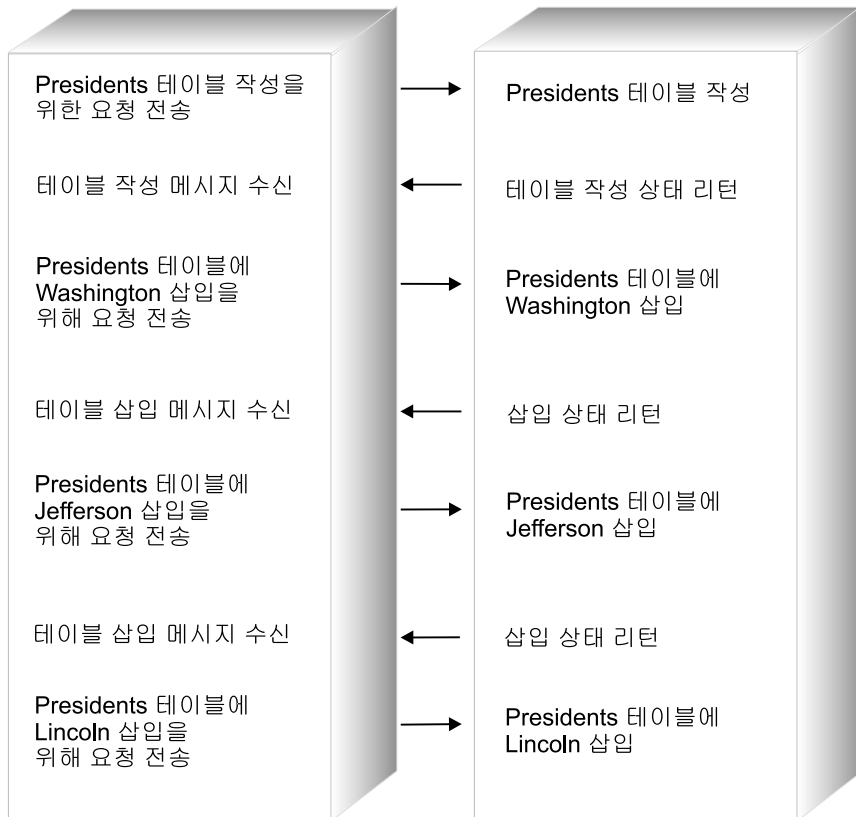 Presidents 테이블 작성을
위한 요청 전송
Presidents 테이블 작성
테이블 작성 메시지 수신
테이블 작성 상태 리턴
Presidents 테이블에
Washington 삽입을
위해 요청 전송
Presidents 테이블에
Washington 삽입
테이블 삽입 메시지 수신
삽입 상태 리턴
Presidents 테이블에
Jefferson 삽입을
위해 요청 전송
Presidents 테이블에
Jefferson 삽입
테이블 삽입 메시지 수신
삽입 상태 리턴
Presidents 테이블에
Lincoln 삽입을
위해 요청 전송
Presidents 테이블에
Lincoln 삽입